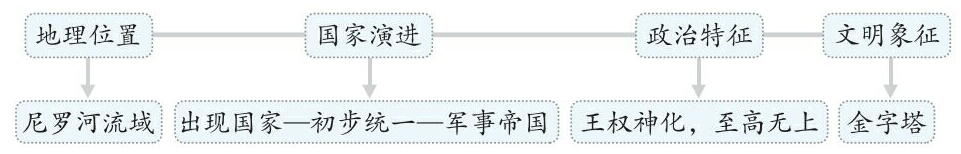 地理位置 国家演进 政治特征 文明象征
尼罗河流域 出现国家—初步统一—军事帝国 王权神化，至高无上 金字塔